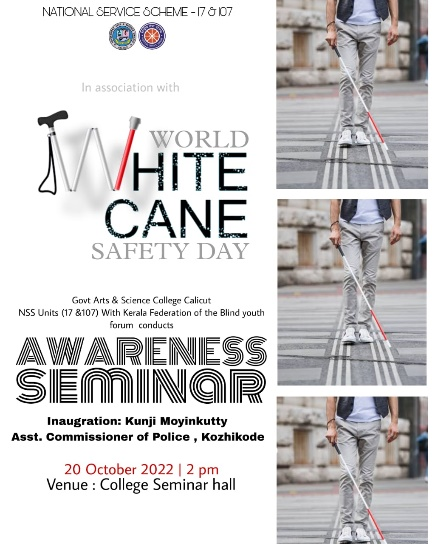 NATIONAL SERVICE SCHEME - 17 & 107
In association with
WORLD
WHITE
CANE
SAFETY DAY
Govt Arts & Science College Calicut
NSS Units (17 &107) With Kerala Federation of the Blind youth
forum conducts
AWARENESS
SEMINAR
Inaugration: Kunji Moyinkutty
Asst. Commissioner of Police , Kozhikode
20 October 2022 | 2 pm
Venue : College Seminar hall